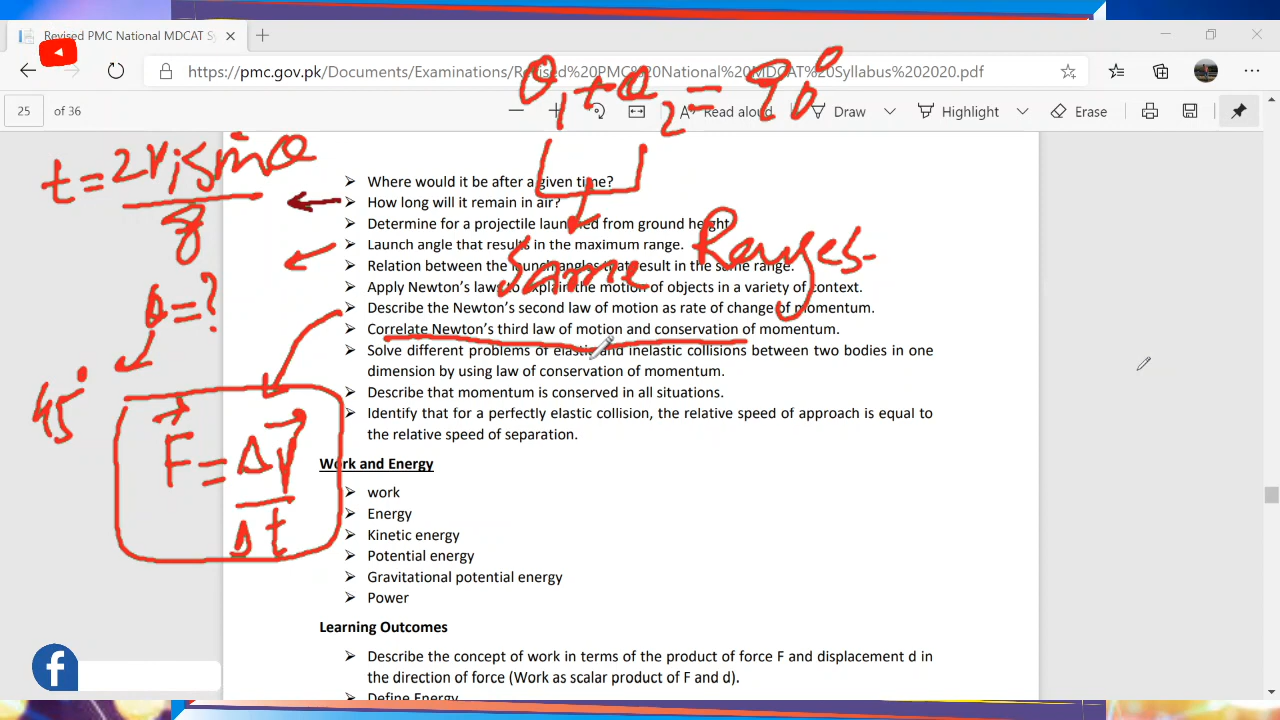 Revised PMC National MDCAT Sy
https://pmc.gov.pk/Documents/Examinations/Revised%20PMC%20National%20MDCAT%20Syllabus%202020.pdf
25 of 36
Read aloud Draw Highlight Erase
θ₁+θ₂=90°
t=2Visinθ/g
Where would it be after a given time?
How long will it remain in air?
Determine for a projectile launched from ground height.
Launch angle that results in the maximum range.
Relation between the launch angles that result in the same range.
Same Ranges
Apply Newton's laws to explain the motion of objects in a variety of context.
Describe the Newton's second law of motion as rate of change of momentum.
Correlate Newton's third law of motion and conservation of momentum.
θ=?
45°
Solve different problems of elastic and inelastic collisions between two bodies in one
dimension by using law of conservation of momentum.
Describe that momentum is conserved in all situations.
Identify that for a perfectly elastic collision, the relative speed of approach is equal to
the relative speed of separation.
F=Δ/Δt
Work and Energy
work
Energy
Kinetic energy
Potential energy
Gravitational potential energy
Power
Learning Outcomes
Describe the concept of work in terms of the product of force F and displacement d in
the direction of force (Work as scalar product of F and d).
Define Energy
f